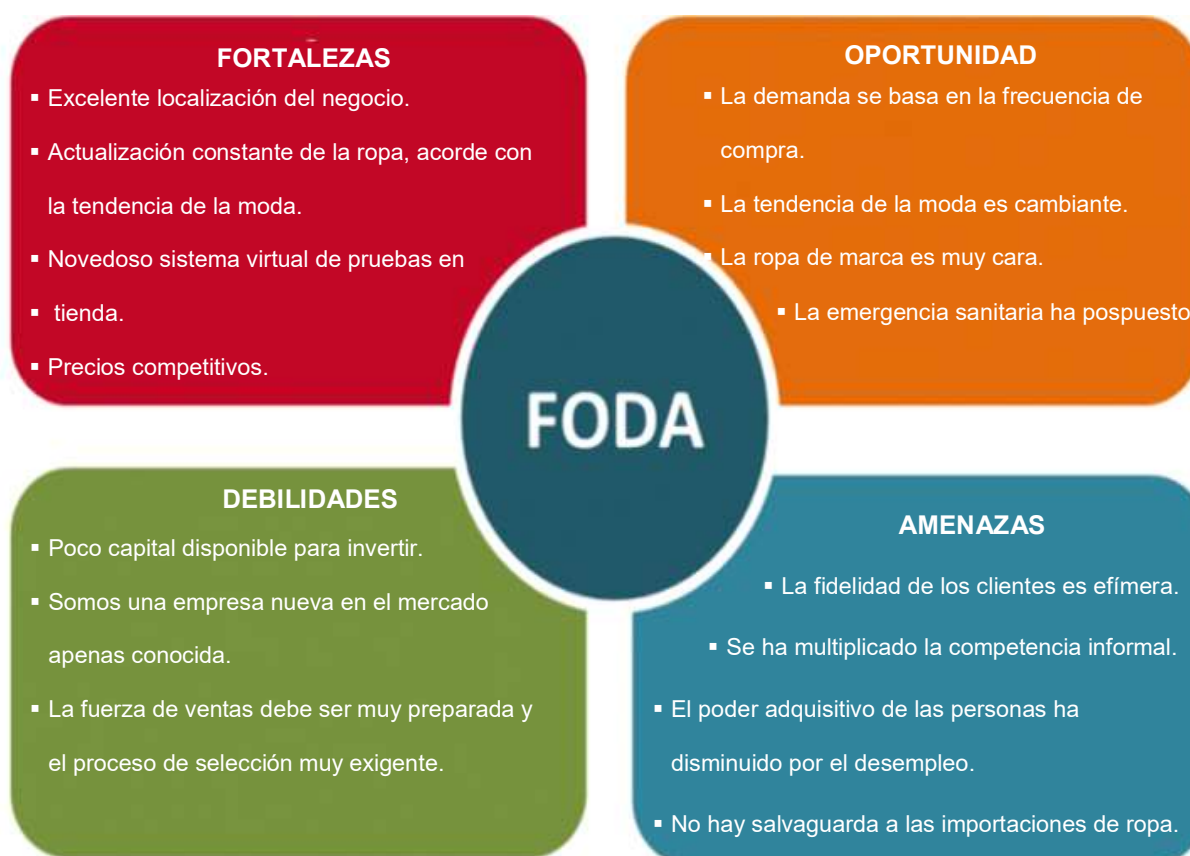 FORTALEZAS
▪ Excelente localización del negocio.
▪ Actualización constante de la ropa, acorde con
la tendencia de la moda.
▪ Novedoso sistema virtual de pruebas en
▪ tienda.
▪ Precios competitivos.
OPORTUNIDAD
▪ La demanda se basa en la frecuencia de
compra.
▪ La tendencia de la moda es cambiante.
▪ La ropa de marca es muy cara.
▪ La emergencia sanitaria ha pospuesto
FODA
DEBILIDADES
▪ Poco capital disponible para invertir.
▪ Somos una empresa nueva en el mercado
apenas conocida.
▪ La fuerza de ventas debe ser muy preparada y
el proceso de selección muy exigente.
AMENAZAS
▪ La fidelidad de los clientes es efímera.
▪ Se ha multiplicado la competencia informal.
▪ El poder adquisitivo de las personas ha
disminuido por el desempleo.
▪ No hay salvaguarda a las importaciones de ropa.